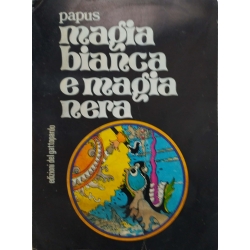 papus
magia
bianca
e magia
nera
edizioni del gattopardo